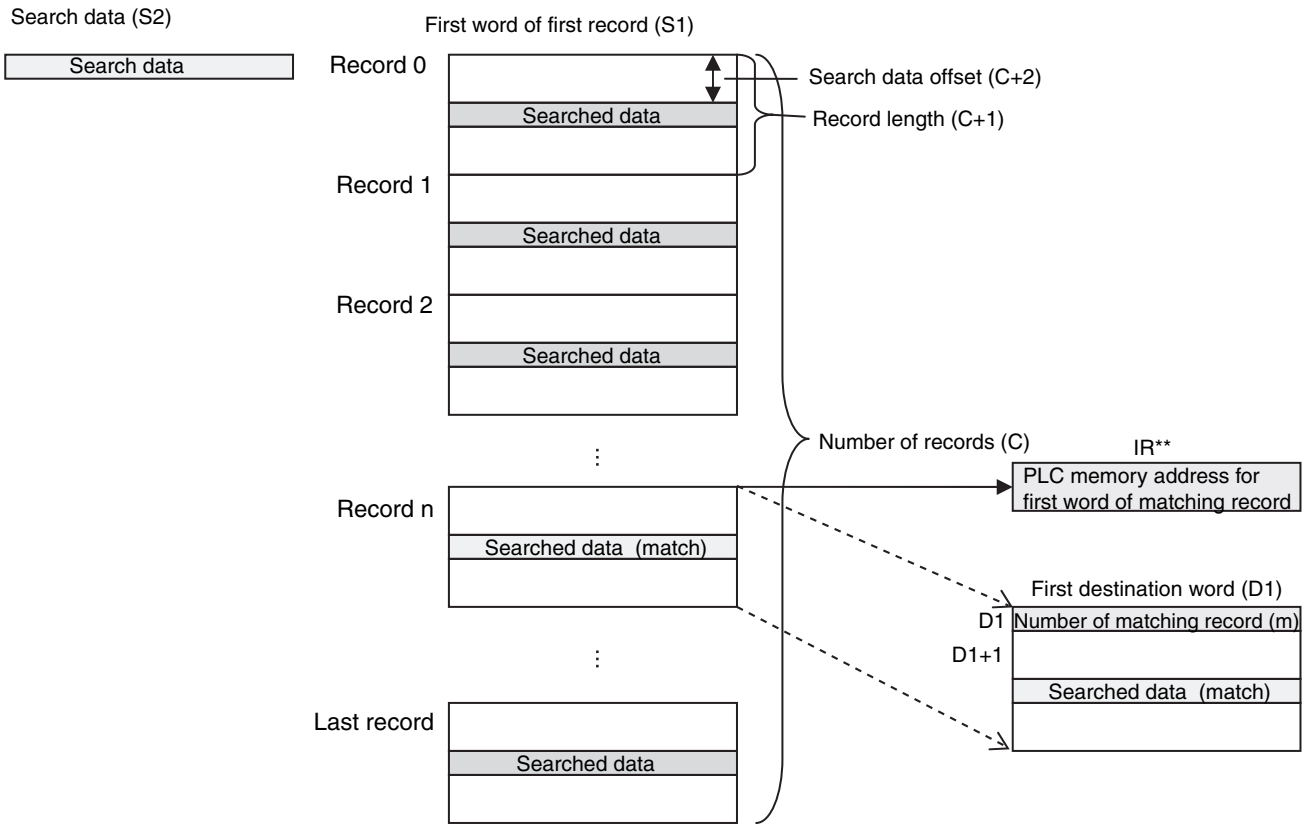 Search data (S2)
First word of first record (S1)
Search data
Record 0
Search data offset (C+2)
Searched data
Record length (C+1)
Record 1
Searched data
Record 2
Searched data
⋮
Number of records (C)
IR**
PLC memory address for
first word of matching record
Record n
Searched data (match)
First destination word (D1)
D1 Number of matching record (m)
D1+1
⋮
Searched data (match)
Last record
Searched data